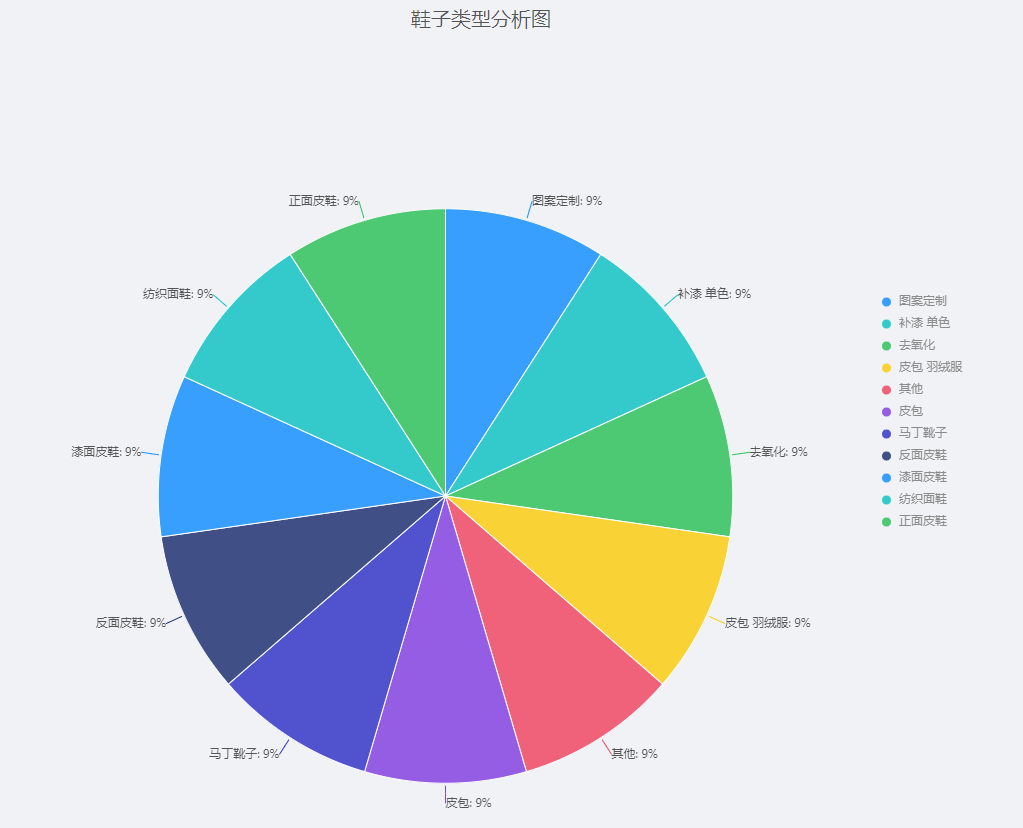 鞋子类型分析图
正面皮鞋: 9%
图案定制: 9%
纺织面鞋: 9%
补漆 单色: 9%
漆面皮鞋: 9%
去氧化: 9%
反面皮鞋: 9%
皮包 羽绒服: 9%
马丁靴子: 9%
其他: 9%
皮包: 9%
图案定制
补漆 单色
去氧化
皮包 羽绒服
其他
皮包
马丁靴子
反面皮鞋
漆面皮鞋
纺织面鞋
正面皮鞋